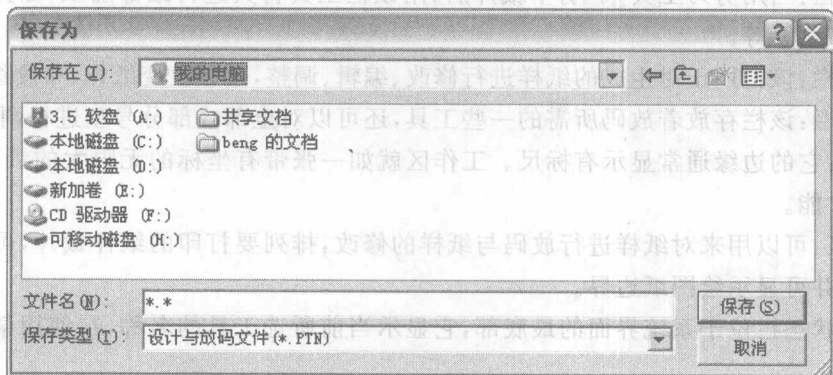 保存为
保存在(I): 我的电脑
3.5 软盘 (A:) 共享文档
本地磁盘 (C:) beng 的文档
本地磁盘 (D:)
新加卷 (E:)
CD 驱动器 (F:)
可移动磁盘 (H:)
文件名(N): *.* 保存(S)
保存类型(T): 设计与放码文件(*.PTN) 取消